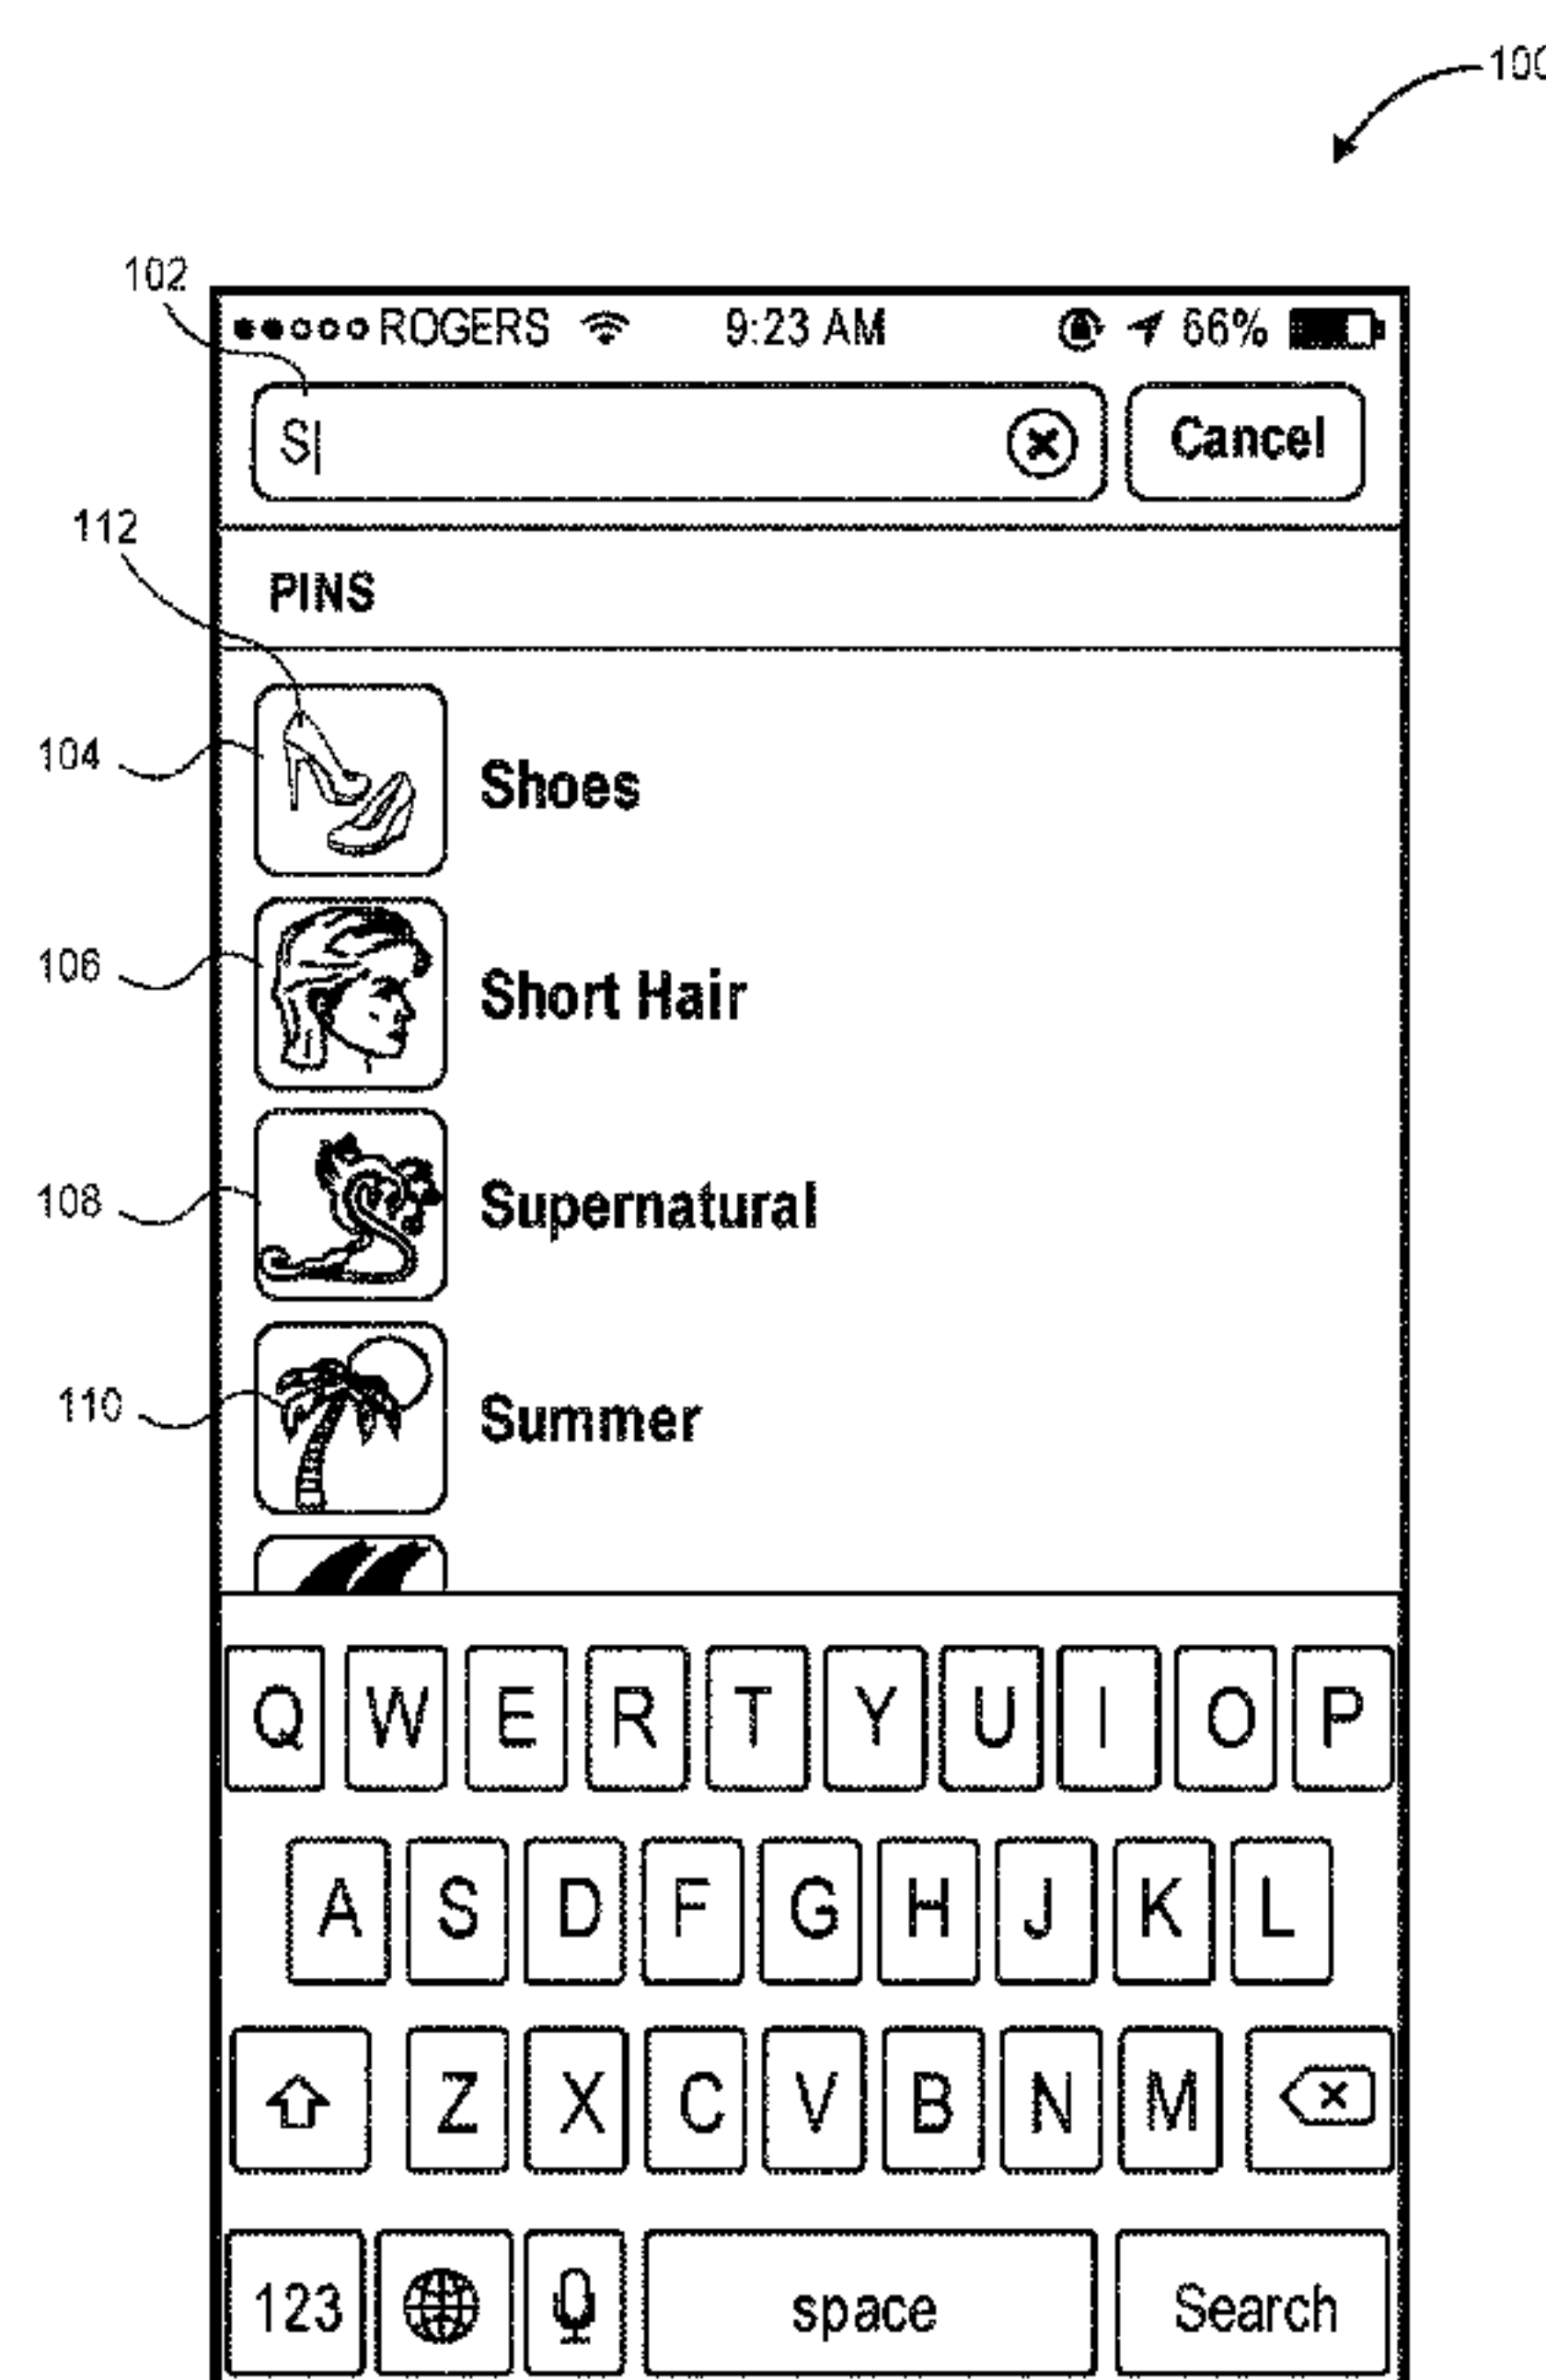 100
102
ROGERS 9:23 AM 66%
S
Cancel
112
PINS
104
Shoes
106
Short Hair
108
Supernatural
110
Summer
Q W E R T Y U I O P
A S D F G H J K L
Z X C V B N M
123 space Search